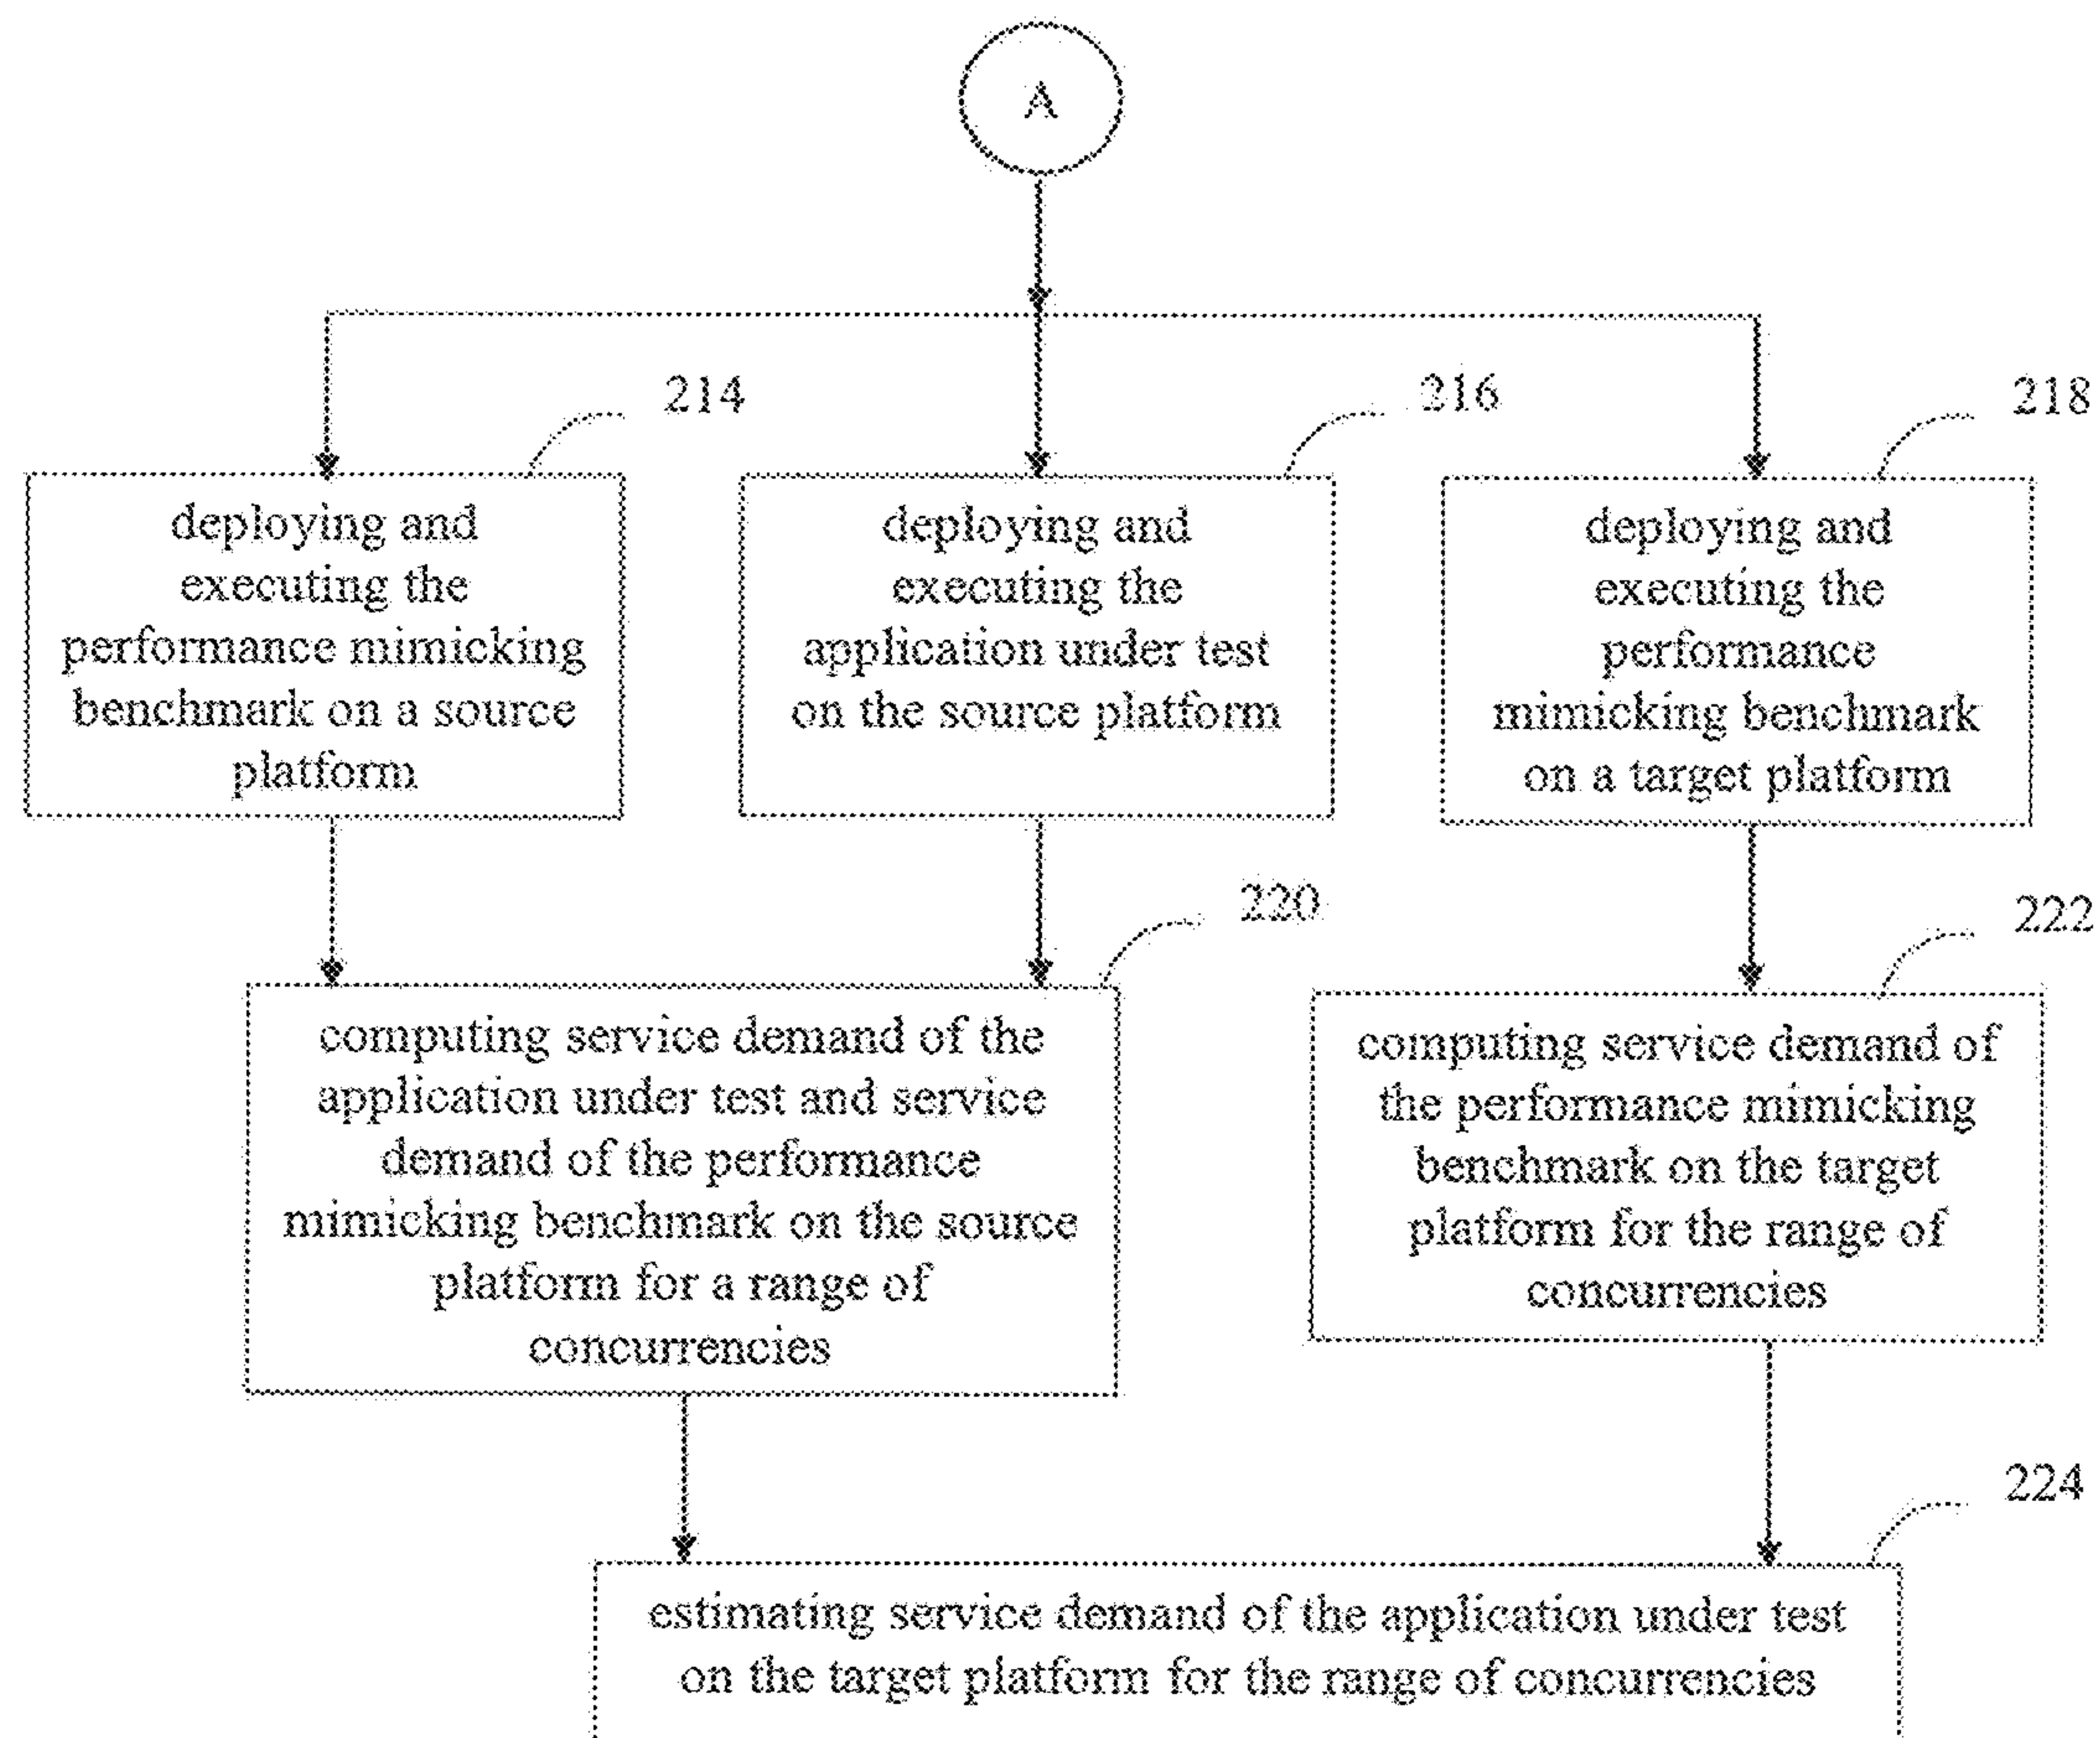 A
214
216
218
deploying and
executing the
performance mimicking
benchmark on a source
platform
deploying and
executing the
application under test
on the source platform
deploying and
executing the
performance
mimicking benchmark
on a target platform
220
222
computing service demand of the
application under test and service
demand of the performance
mimicking benchmark on the source
platform for a range of
concurrencies
computing service demand of
the performance mimicking
benchmark on the target
platform for the range of
concurrencies
224
estimating service demand of the application under test
on the target platform for the range of concurrencies